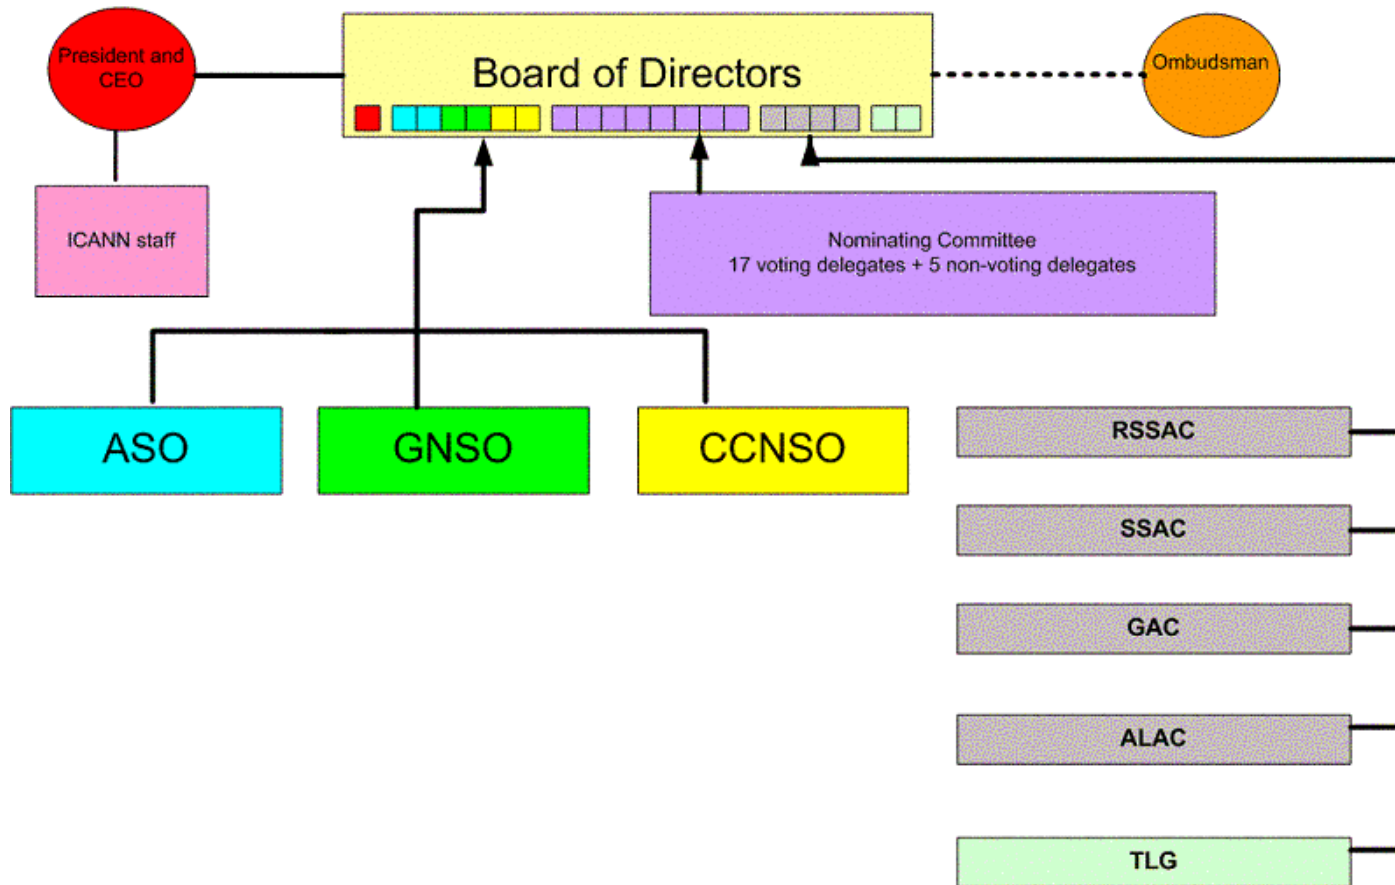 President and
CEO
Board of Directors
Ombudsman
ICANN staff
Nominating Committee
17 voting delegates + 5 non-voting delegates
ASO
GNSO
CCNSO
RSSAC
SSAC
GAC
ALAC
TLG